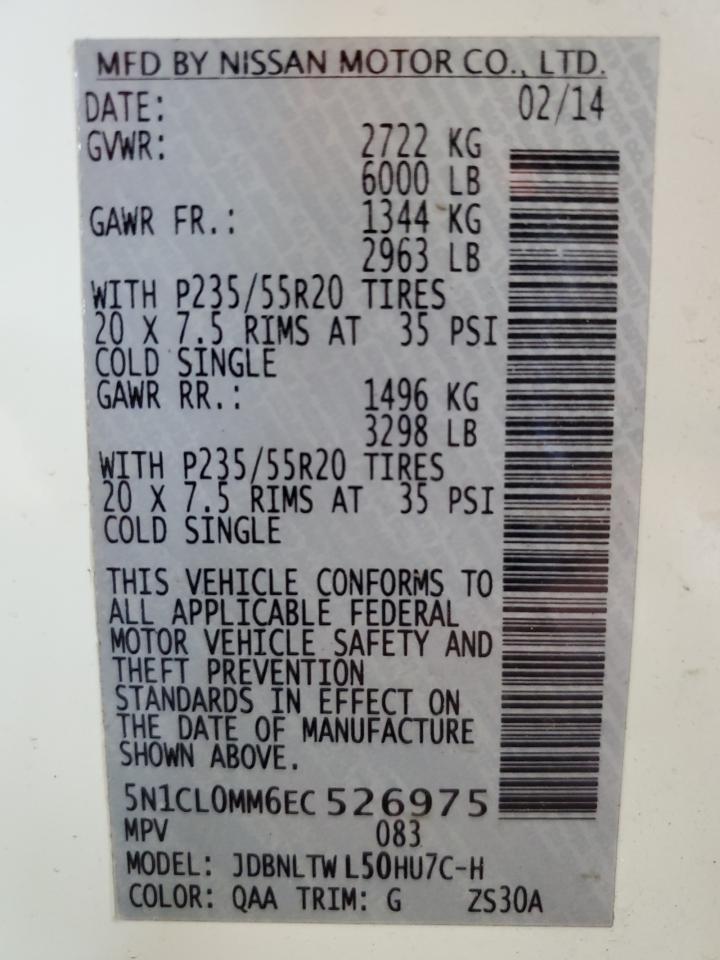 MFD BY NISSAN MOTOR CO., LTD.
DATE: 02/14
GVWR: 2722 KG
6000 LB
GAWR FR.: 1344 KG
2963 LB
WITH P235/55R20 TIRES
20 X 7.5 RIMS AT 35 PSI
COLD SINGLE
GAWR RR.: 1496 KG
3298 LB
WITH P235/55R20 TIRES
20 X 7.5 RIMS AT 35 PSI
COLD SINGLE
THIS VEHICLE CONFORMS TO
ALL APPLICABLE FEDERAL
MOTOR VEHICLE SAFETY AND
THEFT PREVENTION
STANDARDS IN EFFECT ON
THE DATE OF MANUFACTURE
SHOWN ABOVE.
5N1CL0MM6EC 526975
MPV 083
MODEL: JDBNLTW L50HU7C-H
COLOR: QAA TRIM: G ZS30A